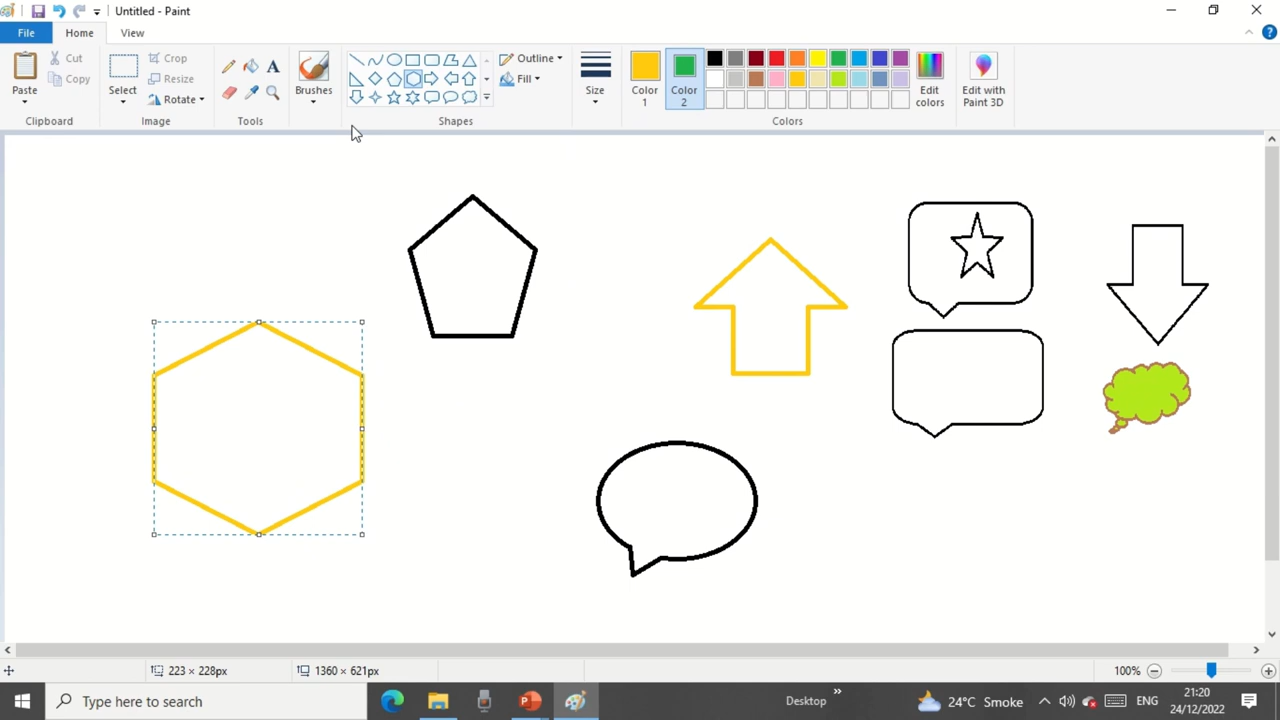 Untitled - Paint
File Home View
Paste Cut Copy
Select Crop Resize Rotate
Brushes
Outline Fill
Size
Color 1
Color 2
Edit colors
Edit with Paint 3D
Clipboard Image Tools Shapes Colors
223 × 228px 1360 × 621px 100%
Type here to search
Desktop
24°C Smoke
ENG
21:20
24/12/2022